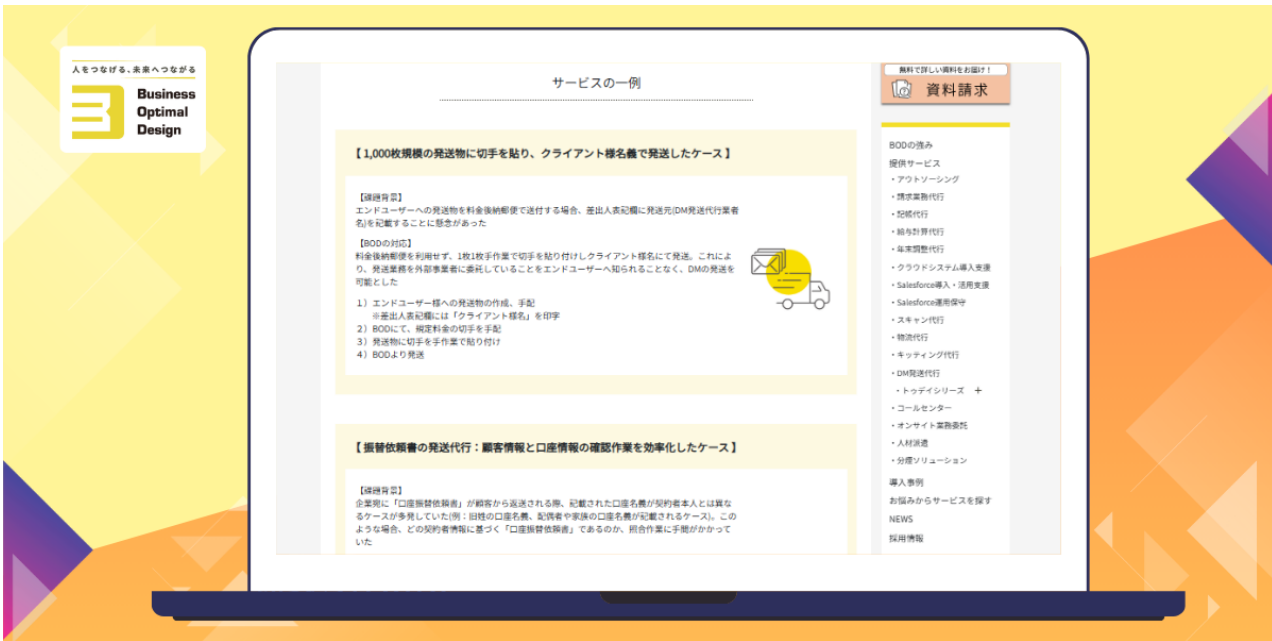 人をつなげる、未来へつながる
Business
Optimal
Design
サービスの一例
【 1,000枚規模の発送物に切手を貼り、クライアント様名義で発送したケース 】
【課題背景】
エンドユーザーへの発送物を料金後納郵便で送付する場合、差出人表記欄に発送元(DM発送代行業者
名)を記載することに懸念があった
【BODの対応】
料金後納郵便を利用せず、1枚1枚手作業で切手を貼り付けしクライアント様名にて発送。これによ
り、発送業務を外部事業者に委託していることをエンドユーザーへ知られることなく、DMの発送を
可能とした
1）エンドユーザー様への発送物の作成、手配
※差出人表記欄には「クライアント様名」を印字
2）BODにて、規定料金の切手を手配
3）発送物に切手を手作業で貼り付け
4）BODより発送
【 振替依頼書の発送代行：顧客情報と口座情報の確認作業を効率化したケース 】
【課題背景】
企業宛に「口座振替依頼書」が顧客から返送される際、記載された口座名義が契約者本人とは異な
るケースが多発していた(例：旧姓の口座名義、配偶者や家族の口座名義が記載されるケース)。この
ような場合、どの契約者情報に基づく「口座振替依頼書」であるのか、照合作業に手間がかかって
いた
無料で詳しい資料をお届け！
資料請求
BODの強み
提供サービス
・アウトソーシング
・請求業務代行
・記帳代行
・給与計算代行
・年末調整代行
・クラウドシステム導入支援
・Salesforce導入・活用支援
・Salesforce運用保守
・スキャン代行
・物流代行
・キッティング代行
・DM発送代行
・トゥデイシリーズ ＋
・コールセンター
・オンサイト業務委託
・人材派遣
・分煙ソリューション
導入事例
お悩みからサービスを探す
NEWS
採用情報